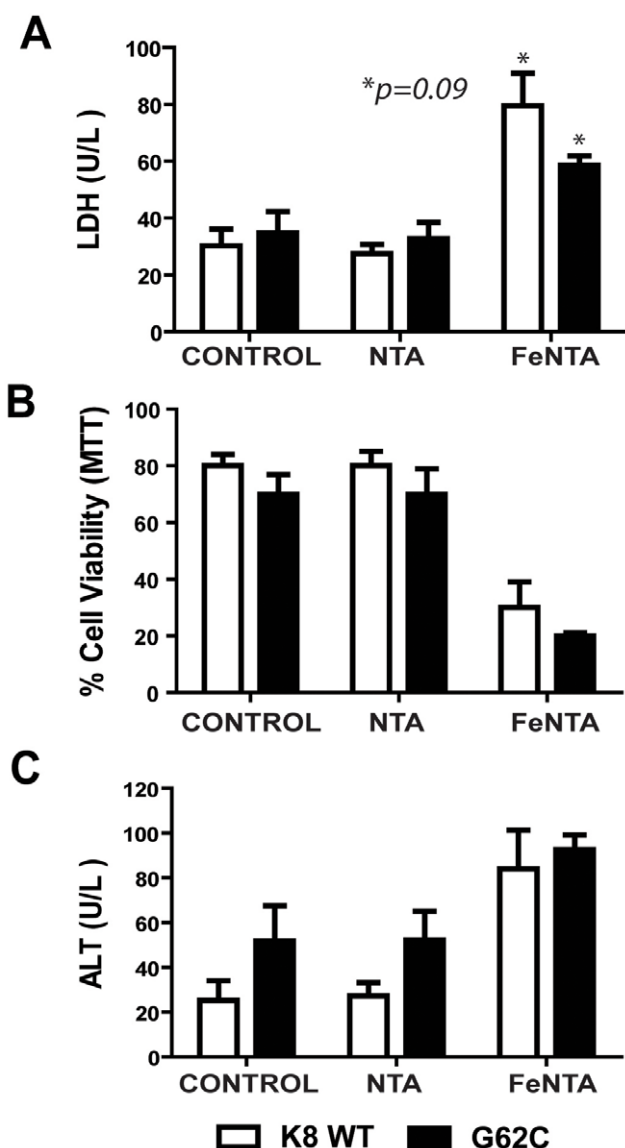 A
LDH (U/L )
100
80
60
40
20
0
*p=0.09
*
*
CONTROL NTA FeNTA
B
% Cell Viability (MTT)
100
80
60
40
20
0
CONTROL NTA FeNTA
C
ALT (U/L )
120
100
80
60
40
20
0
CONTROL NTA FeNTA
K8 WT G62C